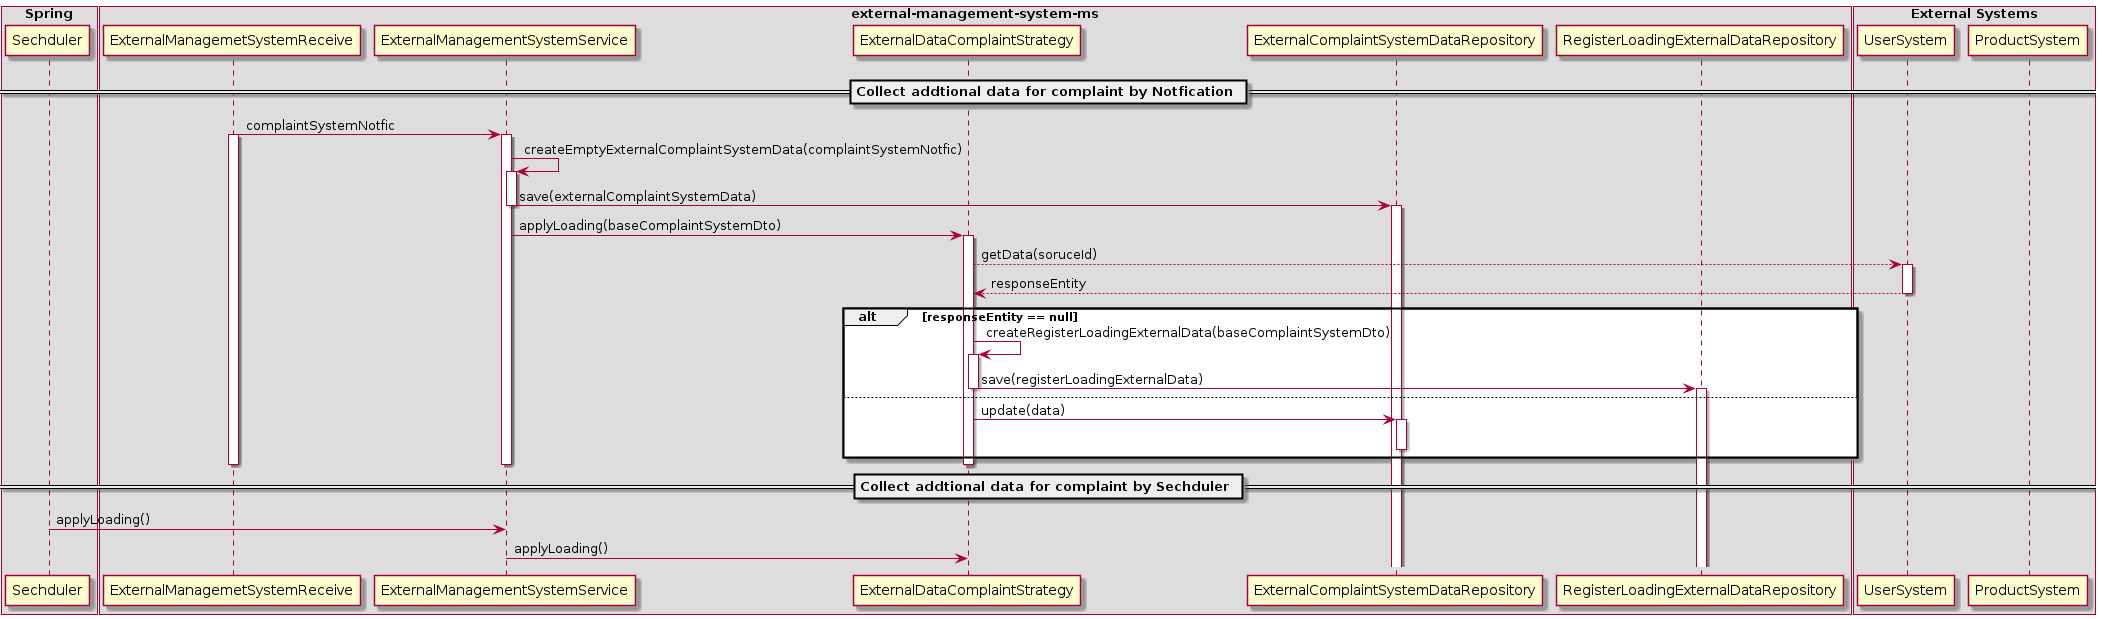 Spring
external-management-system-ms
External Systems
Sechduler
ExternalManagemetSystemReceive
ExternalManagementSystemService
ExternalDataComplaintStrategy
ExternalComplaintSystemDataRepository
RegisterLoadingExternalDataRepository
UserSystem
ProductSystem
Collect addtional data for complaint by Notfication
complaintSystemNotfic
createEmptyExternalComplaintSystemData(complaintSystemNotfic)
save(externalComplaintSystemData)
applyLoading(baseComplaintSystemDto)
getData(soruceId)
responseEntity
alt
[responseEntity == null]
createRegisterLoadingExternalData(baseComplaintSystemDto)
save(registerLoadingExternalData)
update(data)
Collect addtional data for complaint by Sechduler
applyLoading()
applyLoading()
Sechduler
ExternalManagemetSystemReceive
ExternalManagementSystemService
ExternalDataComplaintStrategy
ExternalComplaintSystemDataRepository
RegisterLoadingExternalDataRepository
UserSystem
ProductSystem